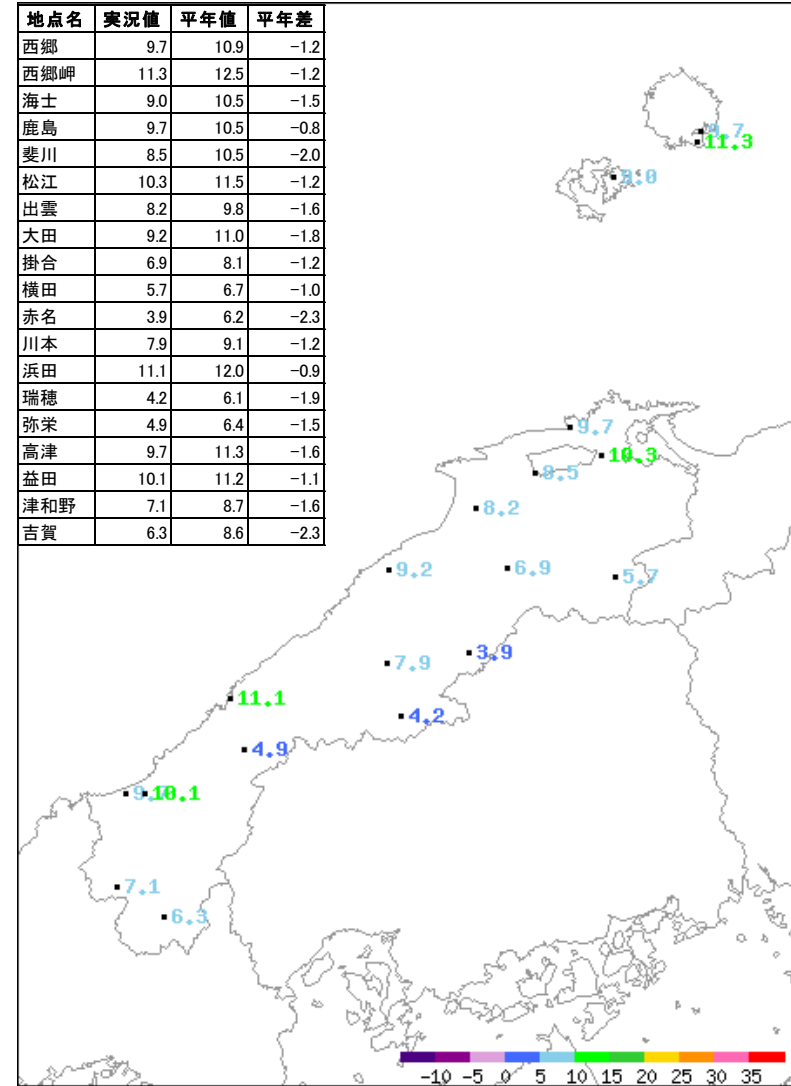 地点名 実況値 平年値 平年差
西郷 9.7 10.9 −1.2
西郷岬 11.3 12.5 −1.2
海士 9.0 10.5 −1.5
鹿島 9.7 10.5 −0.8
斐川 8.5 10.5 −2.0
松江 10.3 11.5 −1.2
出雲 8.2 9.8 −1.6
大田 9.2 11.0 −1.8
掛合 6.9 8.1 −1.2
横田 5.7 6.7 −1.0
赤名 3.9 6.2 −2.3
川本 7.9 9.1 −1.2
浜田 11.1 12.0 −0.9
瑞穂 4.2 6.1 −1.9
弥栄 4.9 6.4 −1.5
高津 9.7 11.3 −1.6
益田 10.1 11.2 −1.1
津和野 7.1 8.7 −1.6
吉賀 6.3 8.6 −2.3
9.7
11.3
9.0
9.7
10.3
8.5
8.2
9.2
6.9
5.7
3.9
7.9
11.1
4.2
4.9
9.7
10.1
7.1
6.3
-10 -5 0 5 10 15 20 25 30 35